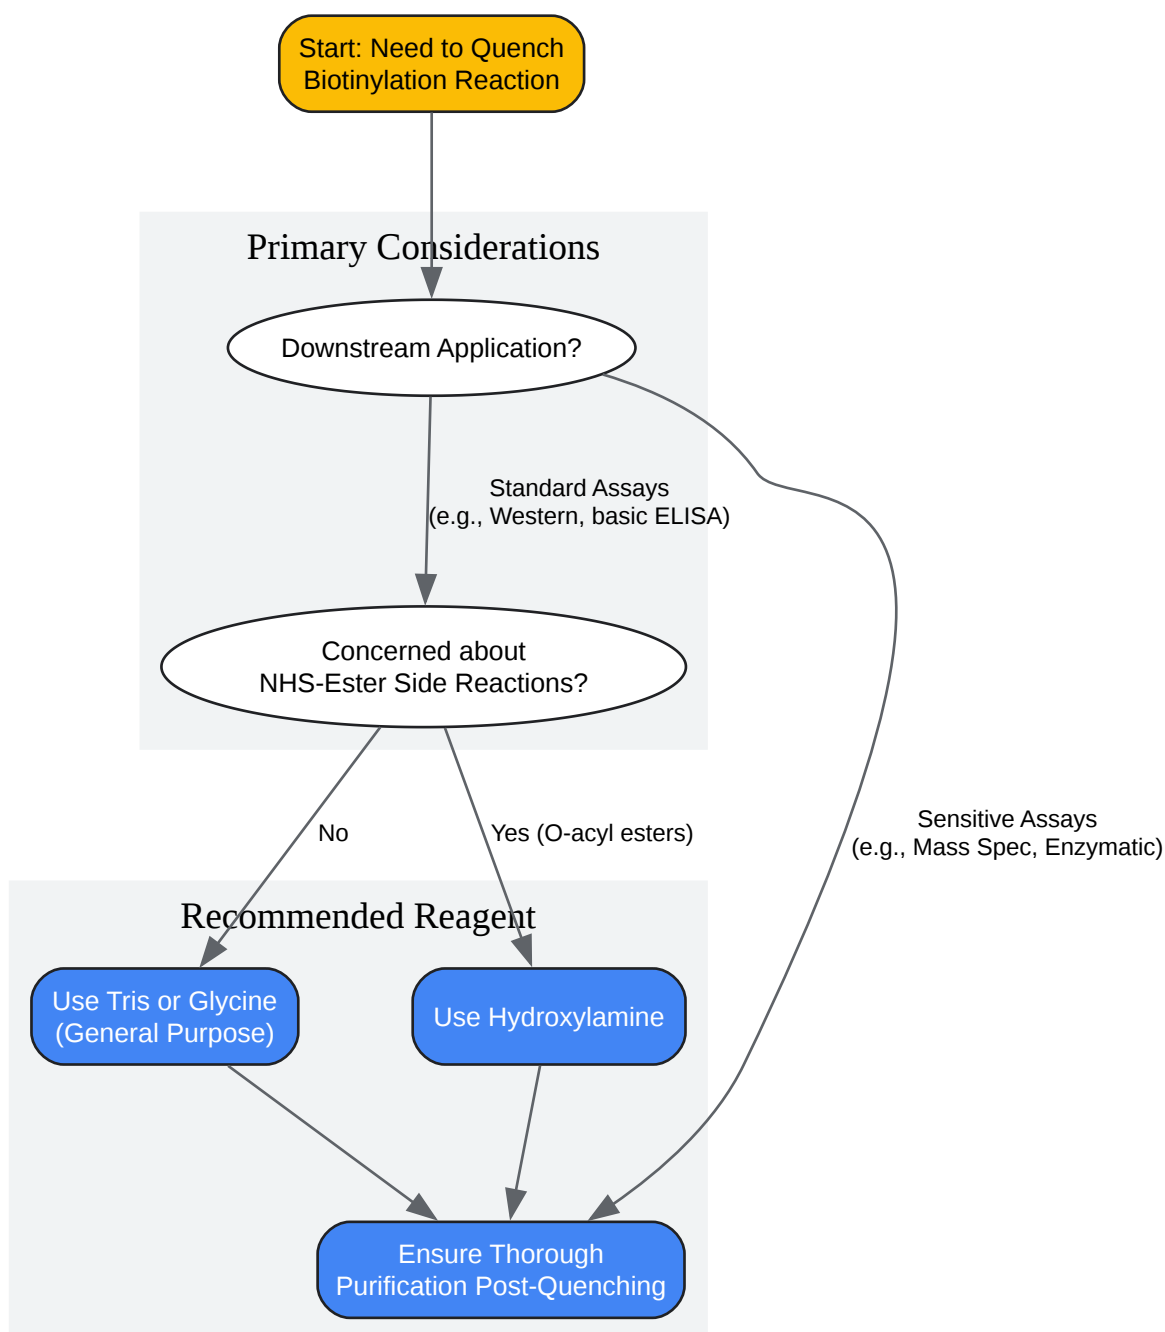 Start: Need to Quench
Biotinylation Reaction
Primary Considerations
Downstream Application?
Standard Assays
(e.g., Western, basic ELISA)
Concerned about
NHS-Ester Side Reactions?
No
Yes (O-acyl esters)
Sensitive Assays
(e.g., Mass Spec, Enzymatic)
Recommended Reagent
Use Tris or Glycine
(General Purpose)
Use Hydroxylamine
Ensure Thorough
Purification Post-Quenching